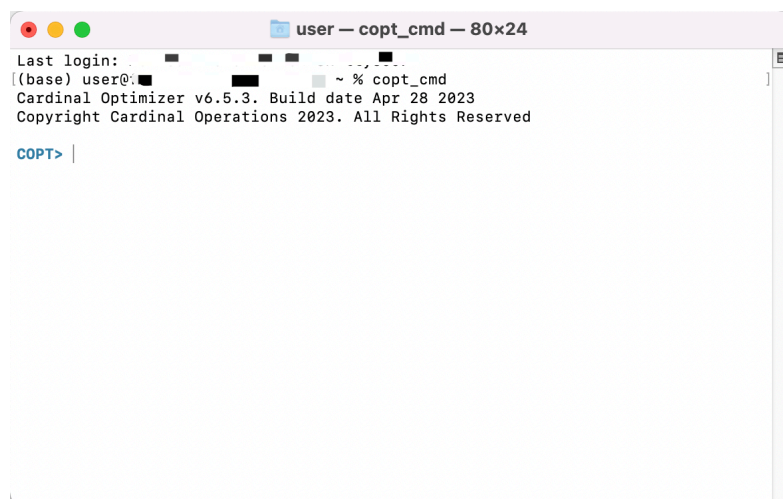 user — copt_cmd — 80×24
Last login:
(base) user@ ~ % copt_cmd
Cardinal Optimizer v6.5.3. Build date Apr 28 2023
Copyright Cardinal Operations 2023. All Rights Reserved
COPT>